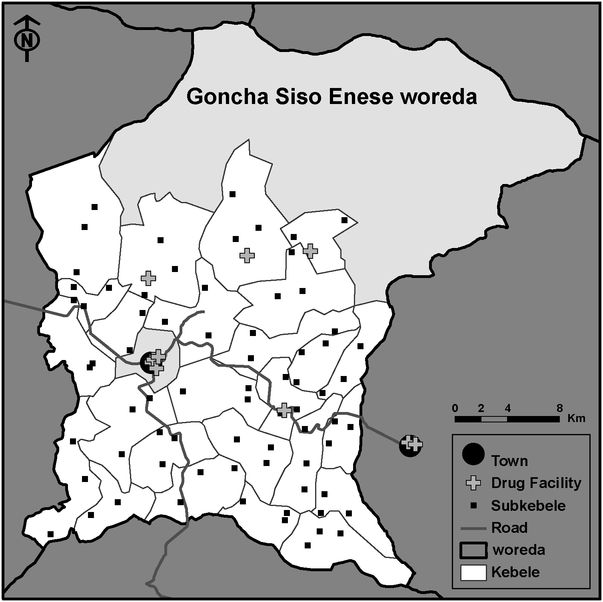 N
Goncha Siso Enese woreda
0 2 4 8
Km
Town
Drug Facility
Subkebele
Road
woreda
Kebele